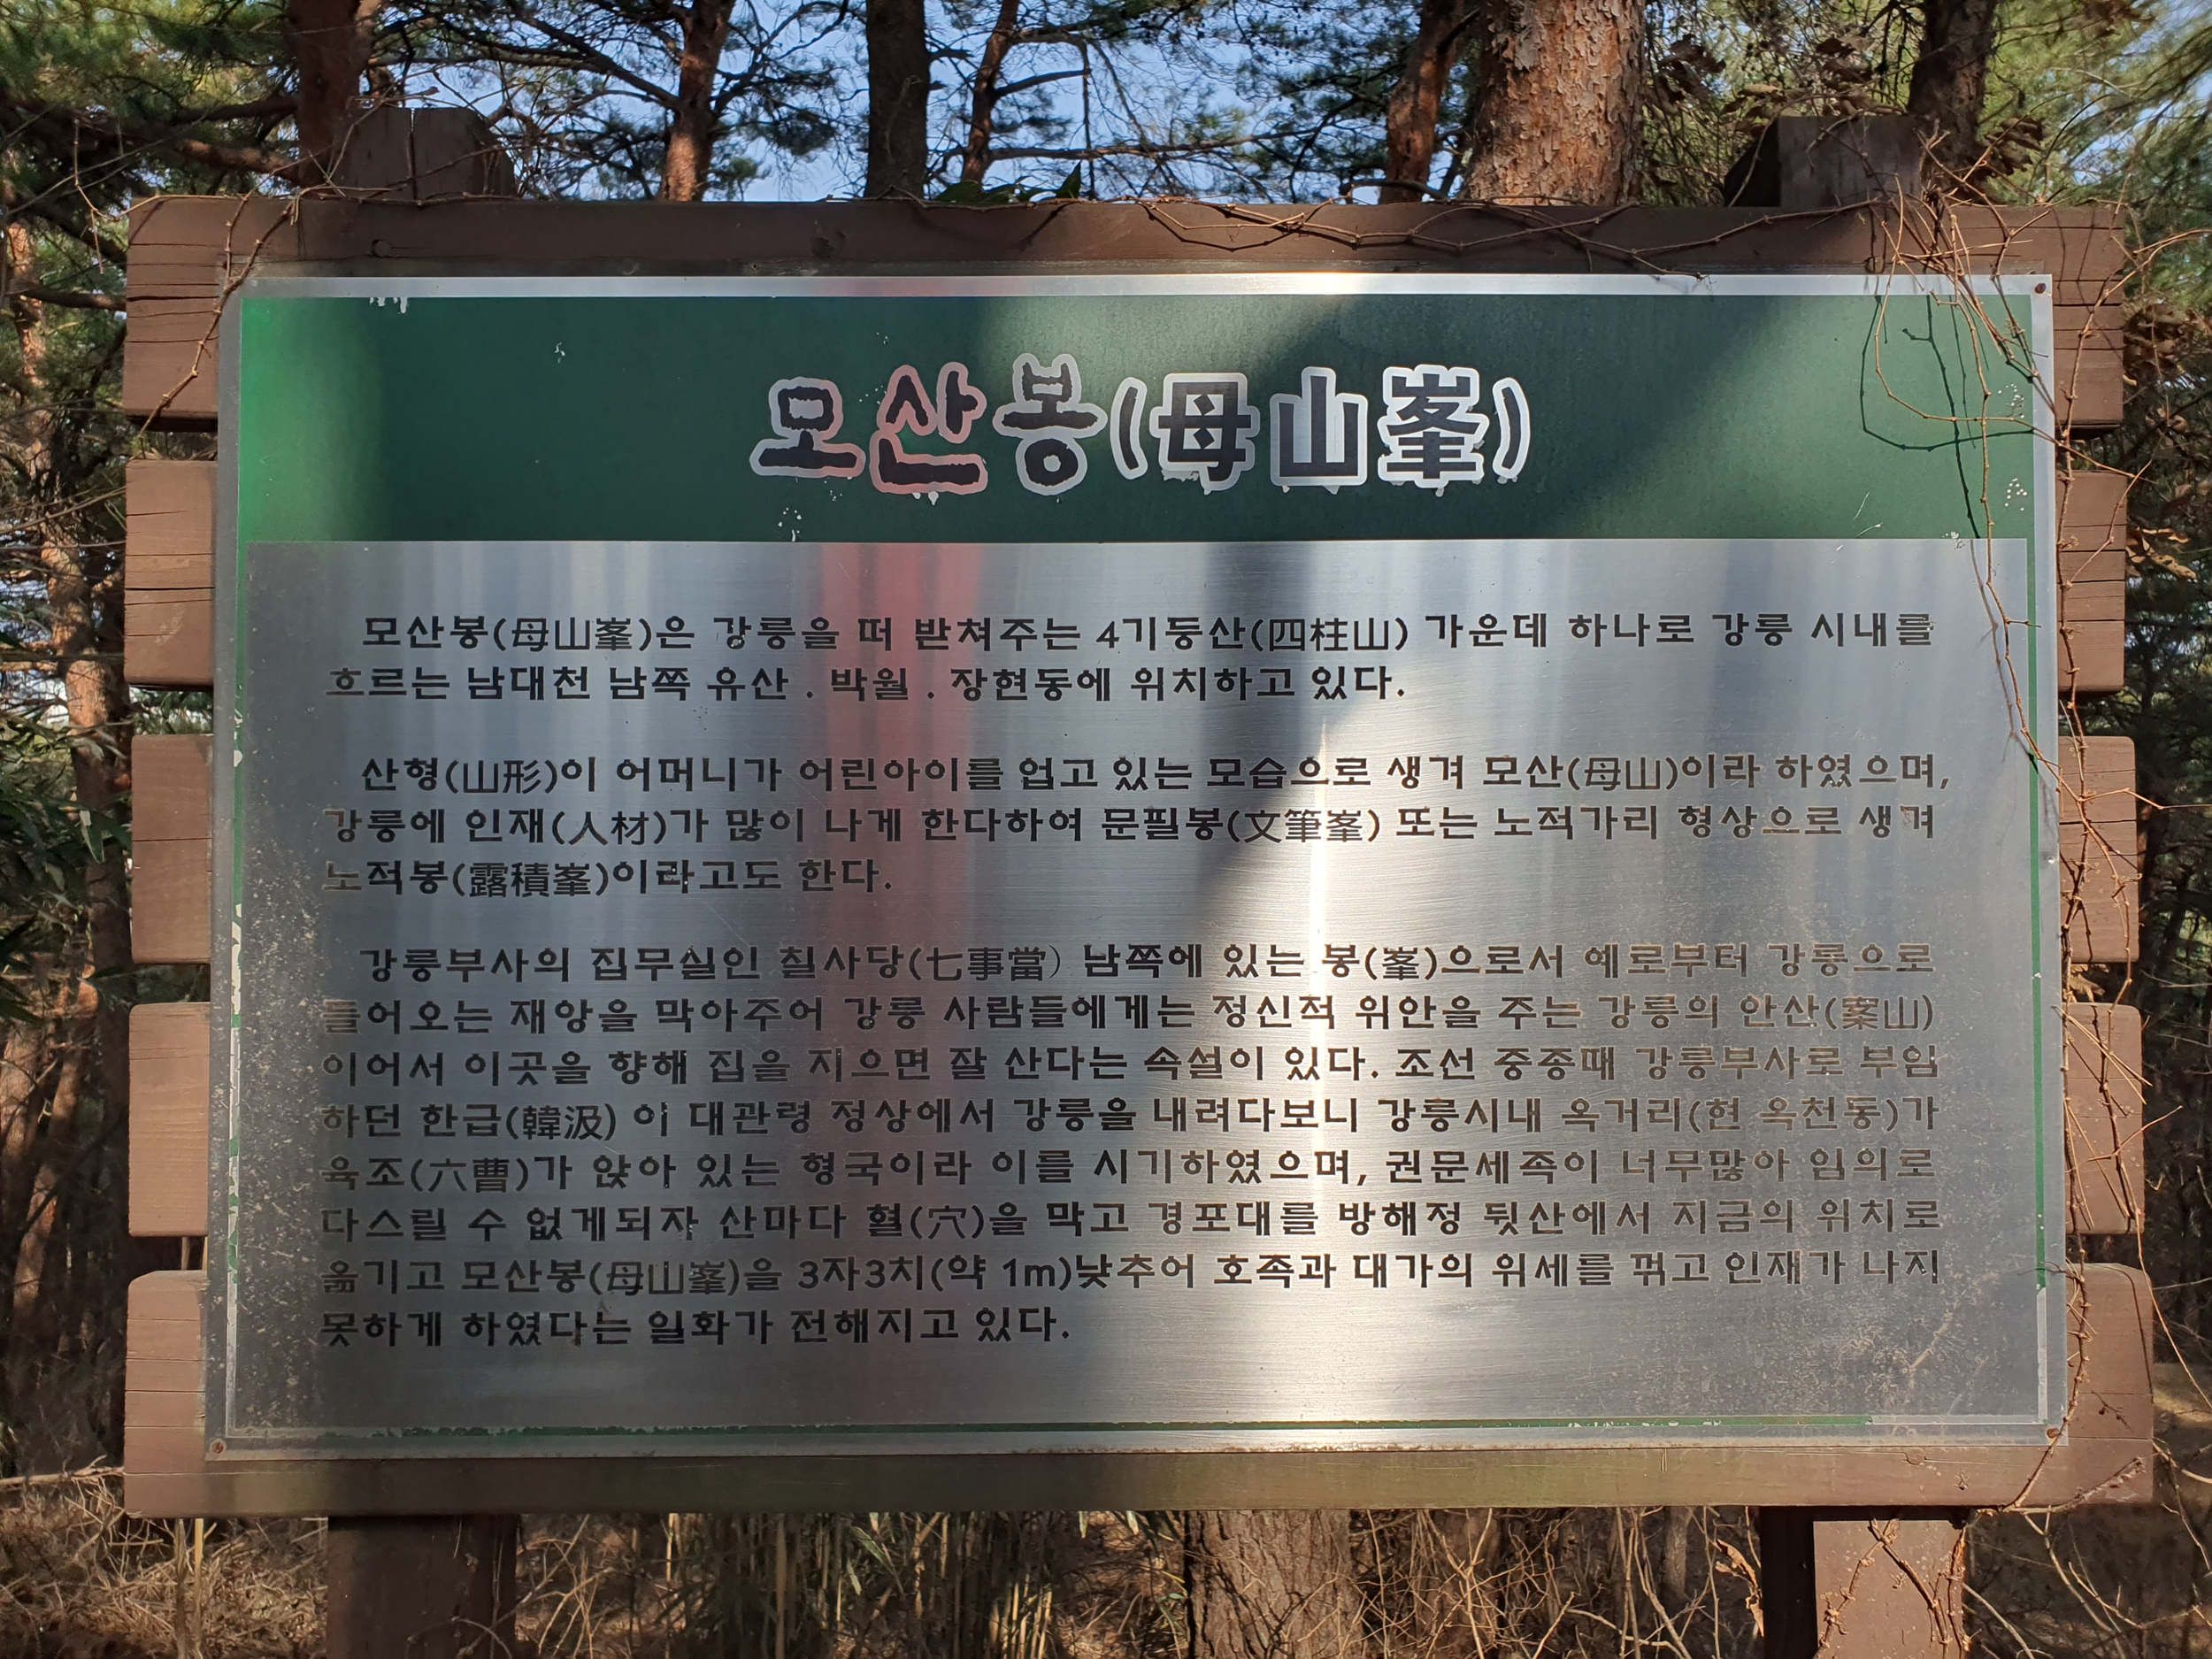 모산봉(母山峯)
모산봉(母山峯)은 강릉을 떠 받쳐주는 4기둥산(四柱山) 가운데 하나로 강릉 시내를
흐르는 남대천 남쪽 유산 . 박월 . 장현동에 위치하고 있다.
산형(山形)이 어머니가 어린아이를 업고 있는 모습으로 생겨 모산(母山)이라 하였으며,
강릉에 인재(人材)가 많이 나게 한다하여 문필봉(文筆峯) 또는 노적가리 형상으로 생겨
노적봉(露積峯)이라고도 한다.
강릉부사의 집무실인 칠사당(七事當) 남쪽에 있는 봉(峯)으로서 예로부터 강릉으로
들어오는 재앙을 막아주어 강릉 사람들에게는 정신적 위안을 주는 강릉의 안산(案山)
이어서 이곳을 향해 집을 지으면 잘 산다는 속설이 있다. 조선 중종때 강릉부사로 부임
하던 한급(韓汲) 이 대관령 정상에서 강릉을 내려다보니 강릉시내 옥거리(현 옥천동)가
육조(六曹)가 앉아 있는 형국이라 이를 시기하였으며, 권문세족이 너무많아 임의로
다스릴 수 없게되자 산마다 혈(穴)을 막고 경포대를 방해정 뒷산에서 지금의 위치로
옮기고 모산봉(母山峯)을 3자3치(약 1m)낮추어 호족과 대가의 위세를 꺾고 인재가 나지
못하게 하였다는 일화가 전해지고 있다.